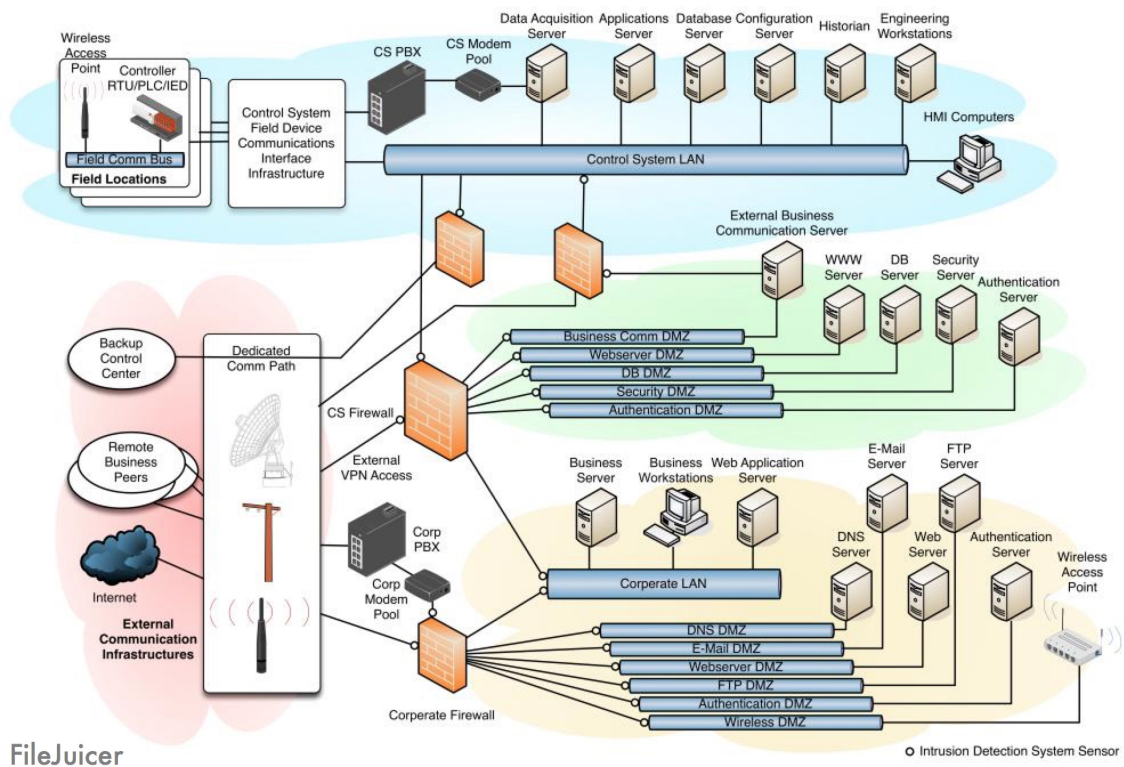 Wireless
Access
Point
Controller
RTU/PLC/IED
Field Comm Bus
Field Locations
Control System
Field Device
Communications
Interface
Infrastructure
CS PBX
CS Modem
Pool
Data Acquisition
Server
Applications
Server
Database
Server
Configuration
Server
Historian
Engineering
Workstations
HMI Computers
Control System LAN
External Business
Communication Server
WWW
Server
DB
Server
Security
Server
Authentication
Server
Business Comm DMZ
Webserver DMZ
DB DMZ
Security DMZ
Authentication DMZ
Backup
Control
Center
Dedicated
Comm Path
CS Firewall
Remote
Business
Peers
External
VPN Access
Internet
External
Communication
Infrastructures
Corp
PBX
Corp
Modem
Pool
Business
Server
Business
Workstations
Web Application
Server
E-Mail
Server
FTP
Server
DNS
Server
Web
Server
Authentication
Server
Wireless
Access
Point
Corperate LAN
DNS DMZ
E-Mail DMZ
Webserver DMZ
FTP DMZ
Authentication DMZ
Wireless DMZ
Corporate Firewall
Intrusion Detection System Sensor
FileJuicer